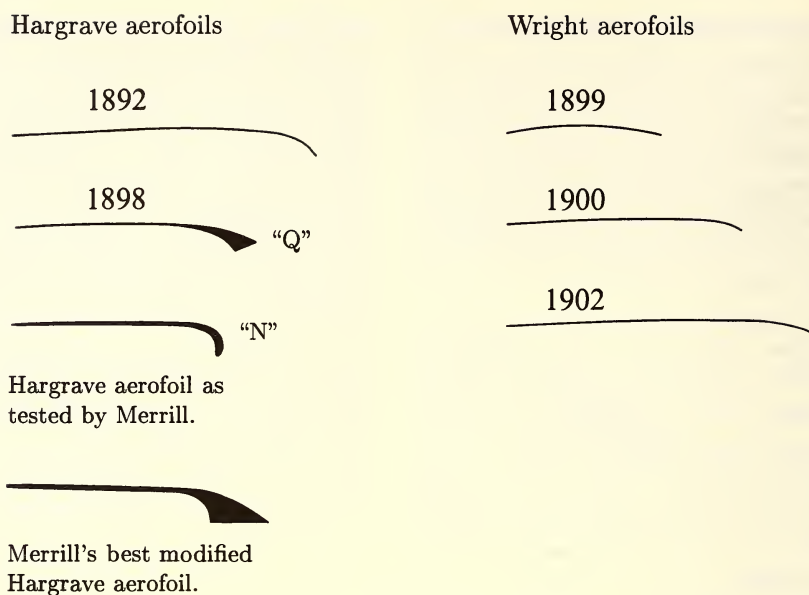 Hargrave aerofoils
1892
1898
“Q”
“N”
Hargrave aerofoil as
tested by Merrill.
Merrill's best modified
Hargrave aerofoil.
Wright aerofoils
1899
1900
1902